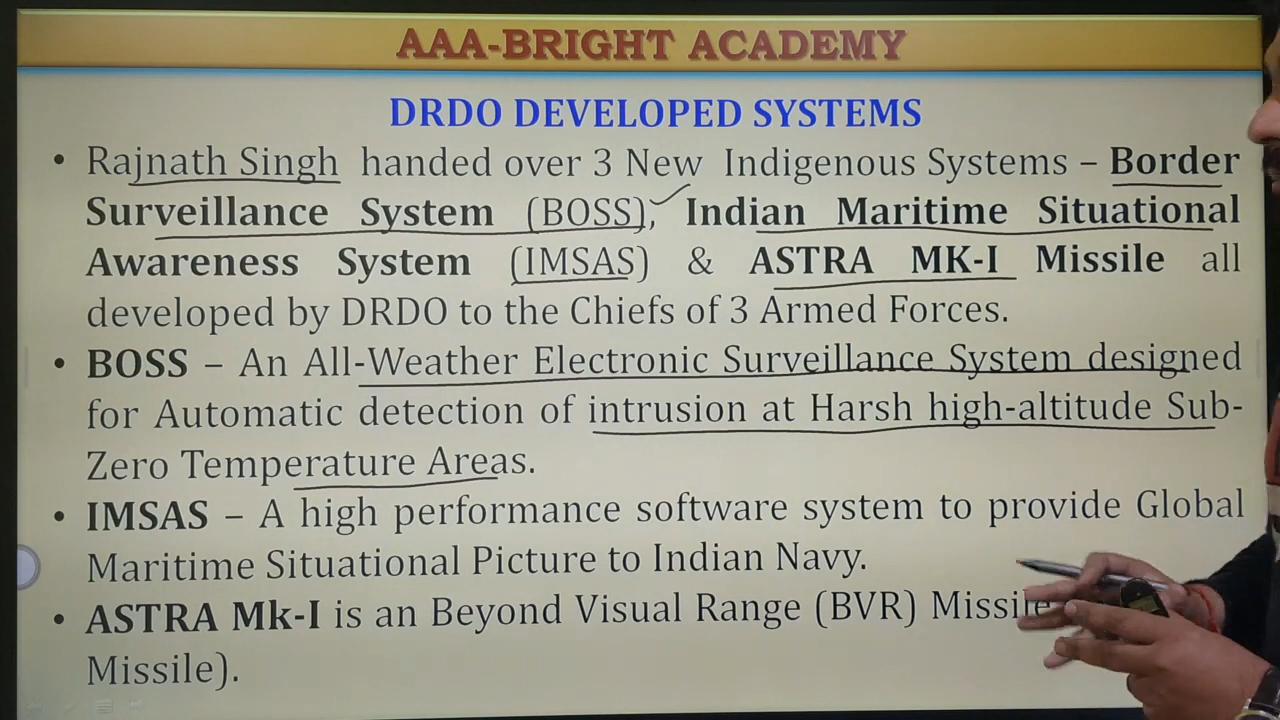 AAA-BRIGHT ACADEMY
DRDO DEVELOPED SYSTEMS
• Rajnath Singh handed over 3 New Indigenous Systems – Border
Surveillance System (BOSS), Indian Maritime Situational
Awareness System (IMSAS) & ASTRA MK-I Missile all
developed by DRDO to the Chiefs of 3 Armed Forces.
• BOSS – An All-Weather Electronic Surveillance System designed
for Automatic detection of intrusion at Harsh high-altitude Sub-
Zero Temperature Areas.
• IMSAS – A high performance software system to provide Global
Maritime Situational Picture to Indian Navy.
• ASTRA Mk-I is an Beyond Visual Range (BVR) Missile
Missile).